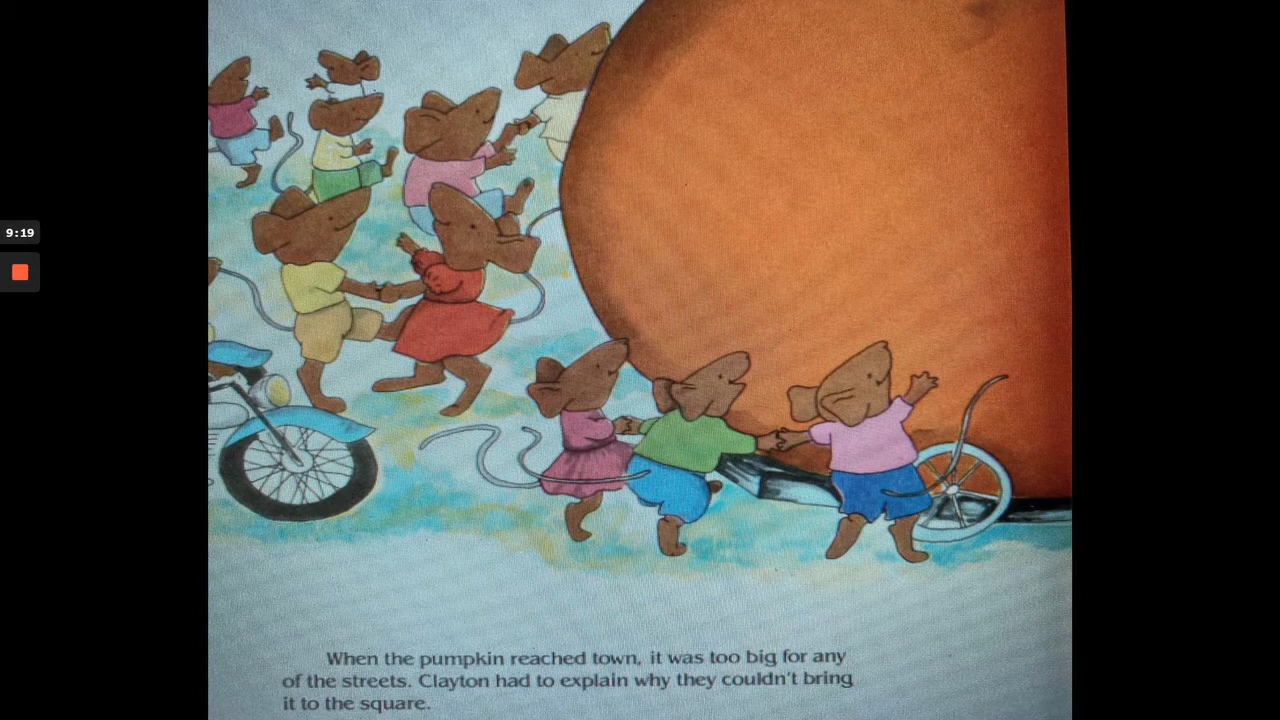 9:19
When the pumpkin reached town, it was too big for any
of the streets. Clayton had to explain why they couldn't bring
it to the square.